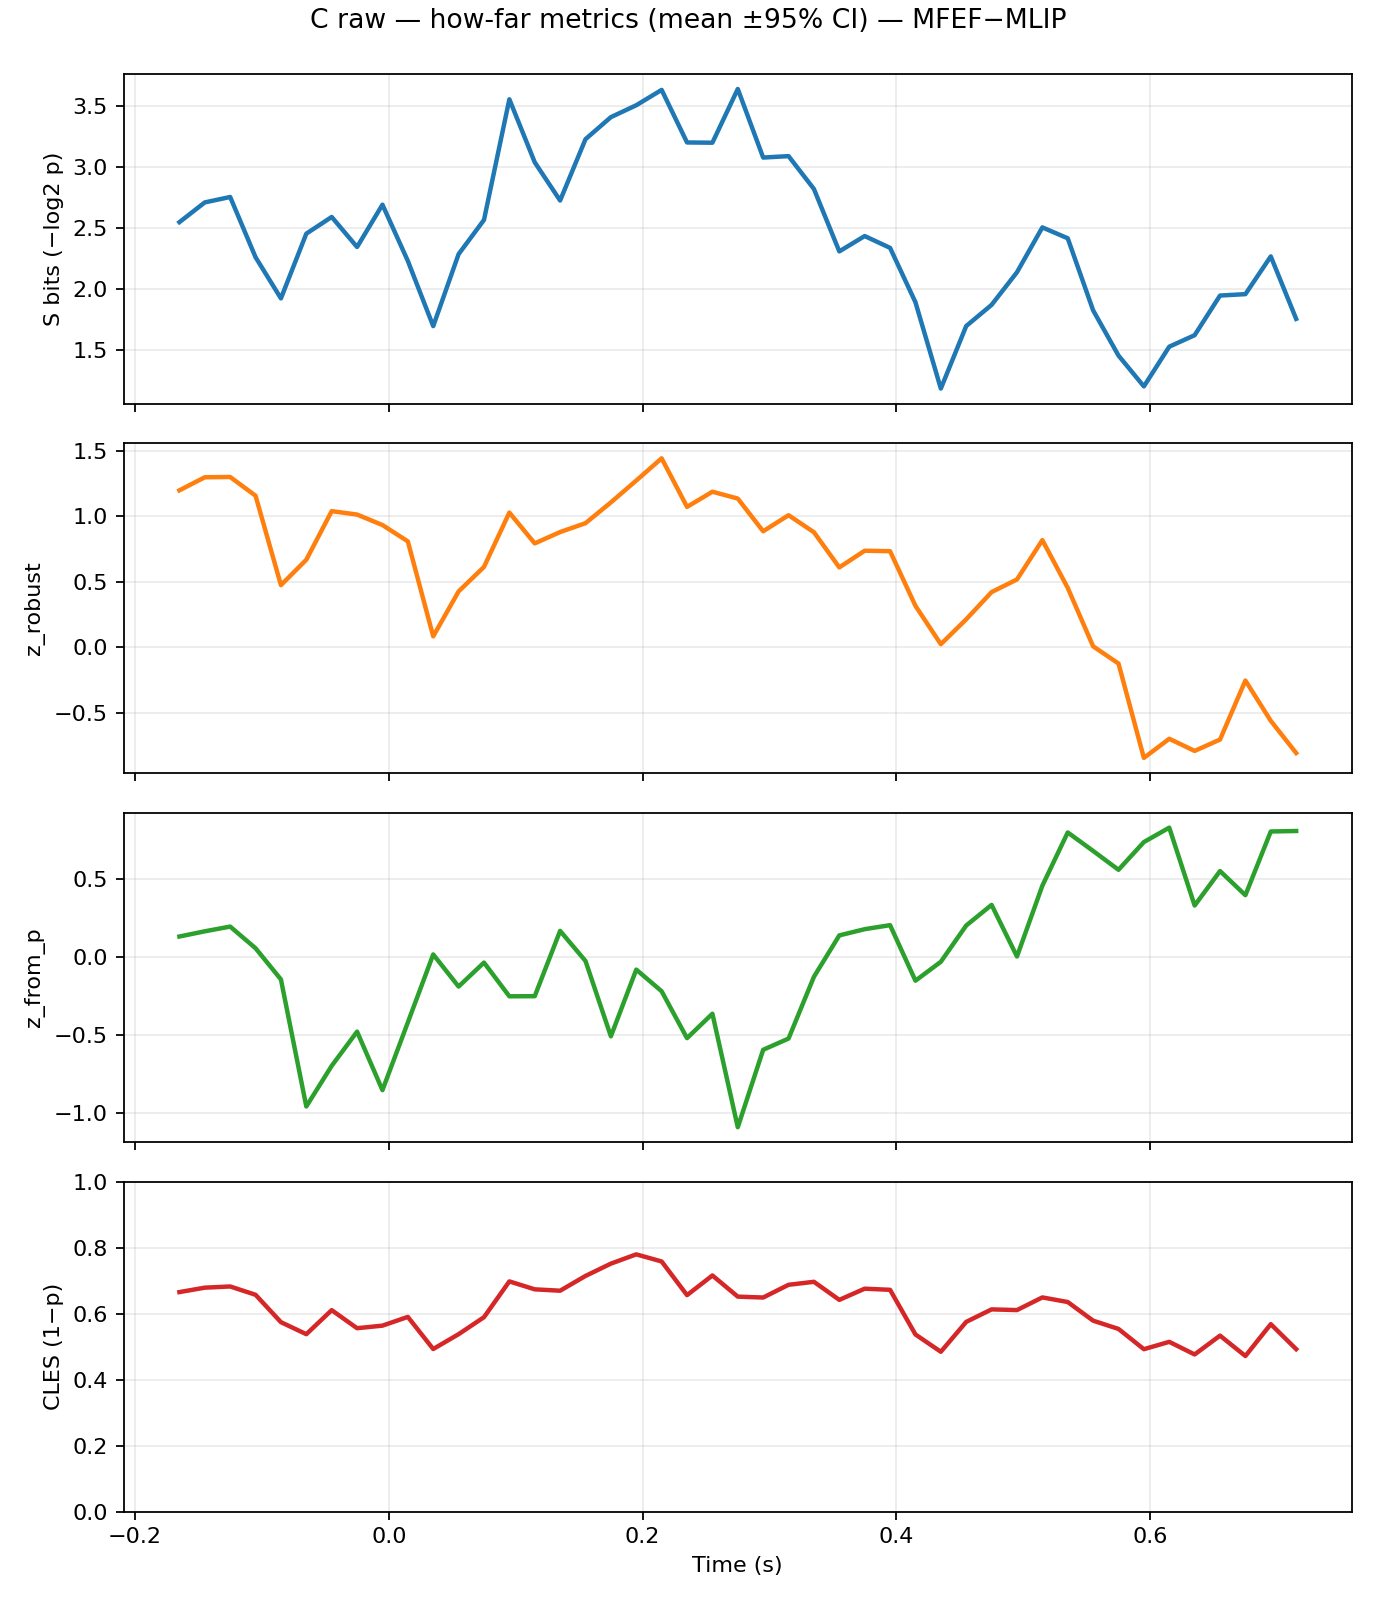 C raw — how-far metrics (mean ±95% CI) — MFEF−MLIP
S bits (−log2 p)
3.5
3.0
2.5
2.0
1.5
z_robust
1.5
1.0
0.5
0.0
−0.5
z_from_p
0.5
0.0
−0.5
−1.0
CLES (1−p)
1.0
0.8
0.6
0.4
0.2
0.0
−0.2 0.0 0.2 0.4 0.6
Time (s)